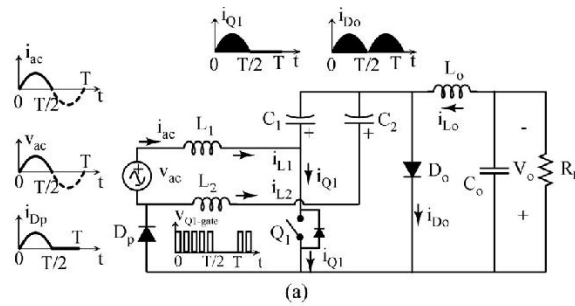 i_ac
T
0
T/2
t
v_ac
T
0
T/2
t
i_Dp
T
0
T/2
t
i_Q1
0
T/2
T
t
i_Do
0
T/2
T
t
i_ac
L_1
i_L1
v_ac
L_2
i_L2
D_p
v_Q1-gate
0
T/2
T
t
C_1
+
C_2
+
i_Q1
Q_1
i_Q1
L_o
i_Lo
D_o
i_Do
C_o
-
V_o
+
(a)